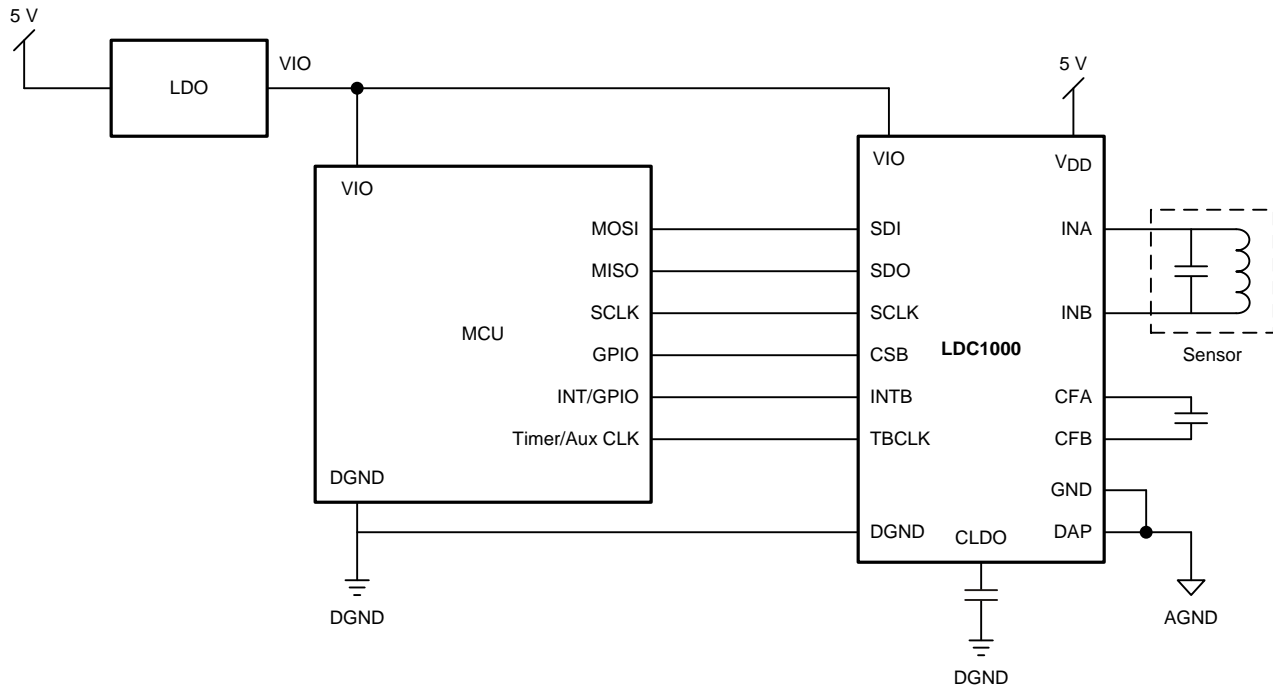 5 V
LDO
VIO
5 V
VIO
VIO
VDD
MOSI
SDI
INA
MISO
SDO
SCLK
SCLK
INB
MCU
GPIO
CSB
LDC1000
Sensor
INT/GPIO
INTB
CFA
Timer/Aux CLK
TBCLK
CFB
DGND
GND
DGND
CLDO
DAP
DGND
AGND
DGND